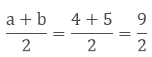 (a + b)/2 = (4 + 5)/2 = 9/2